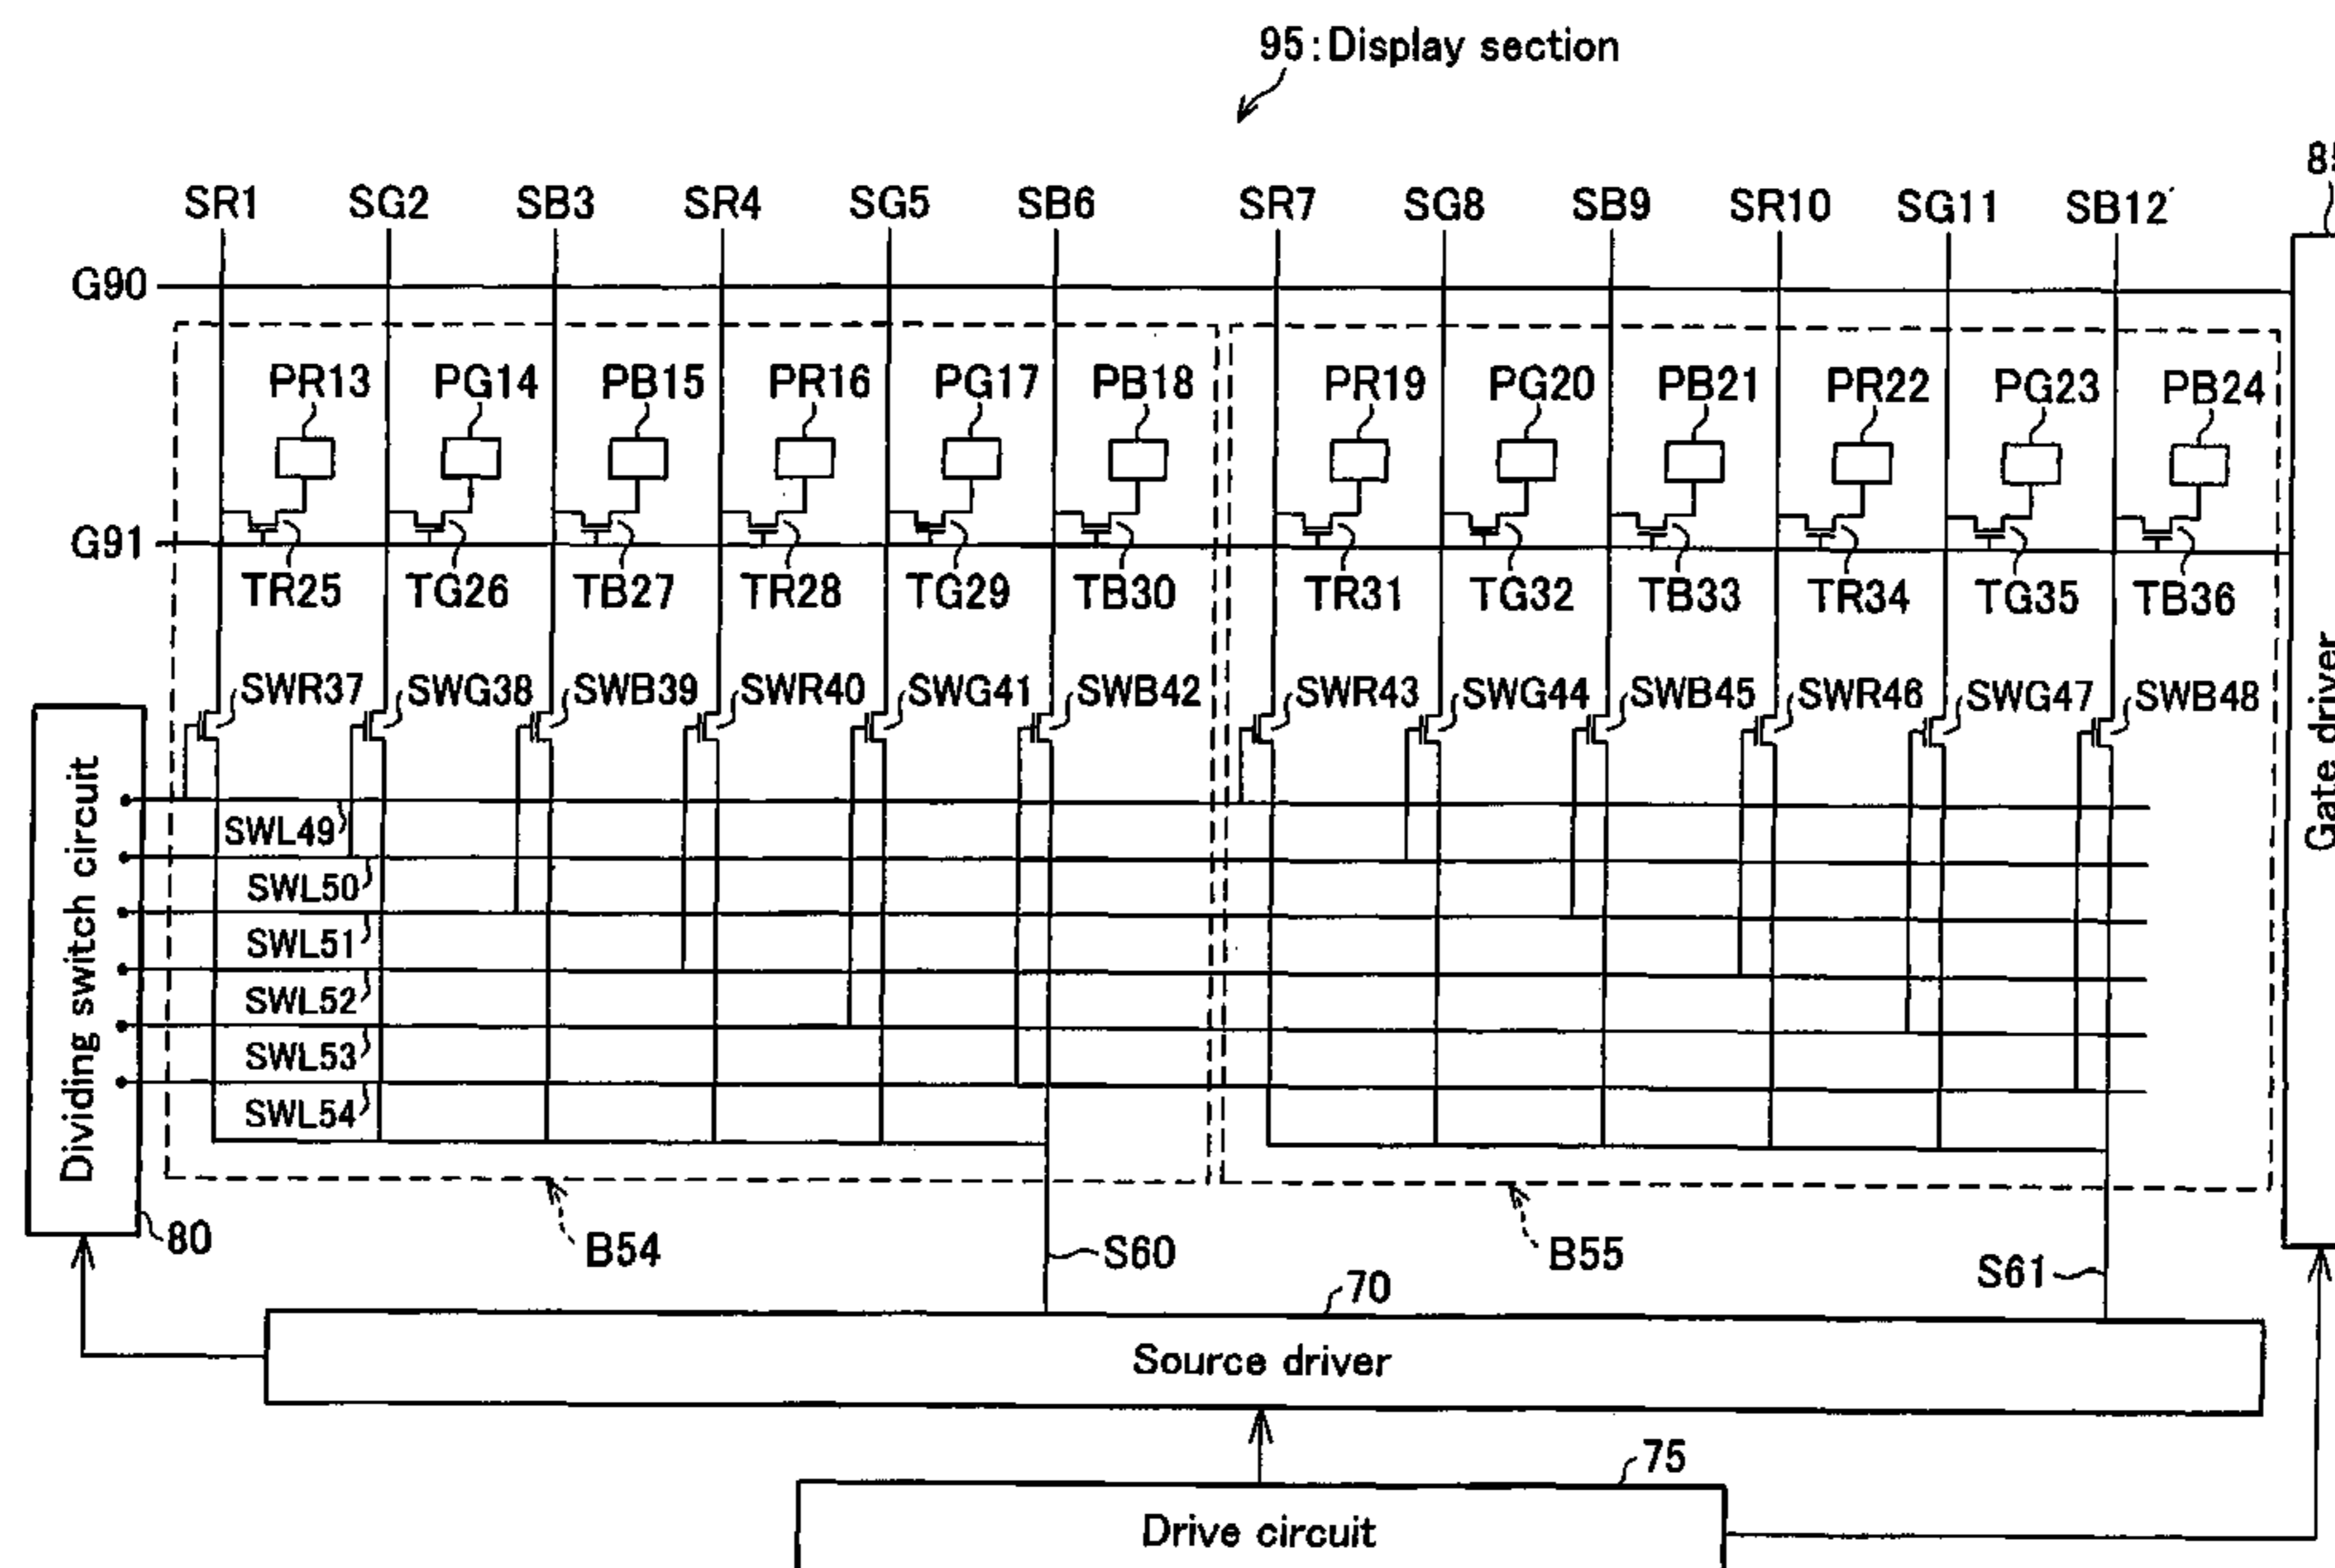 95:Display section
SR1 SG2 SB3 SR4 SG5 SB6 SR7 SG8 SB9 SR10 SG11 SB12
G90
PR13 PG14 PB15 PR16 PG17 PB18 PR19 PG20 PB21 PR22 PG23 PB24
G91
TR25 TG26 TB27 TR28 TG29 TB30 TR31 TG32 TB33 TR34 TG35 TB36
SWR37 SWG38 SWB39 SWR40 SWG41 SWB42 SWR43 SWG44 SWB45 SWR46 SWG47 SWB48
Gate driver
Dividing switch circuit
SWL49
SWL50
SWL51
SWL52
SWL53
SWL54
80
B54
S60
B55
S61
70
Source driver
75
Drive circuit